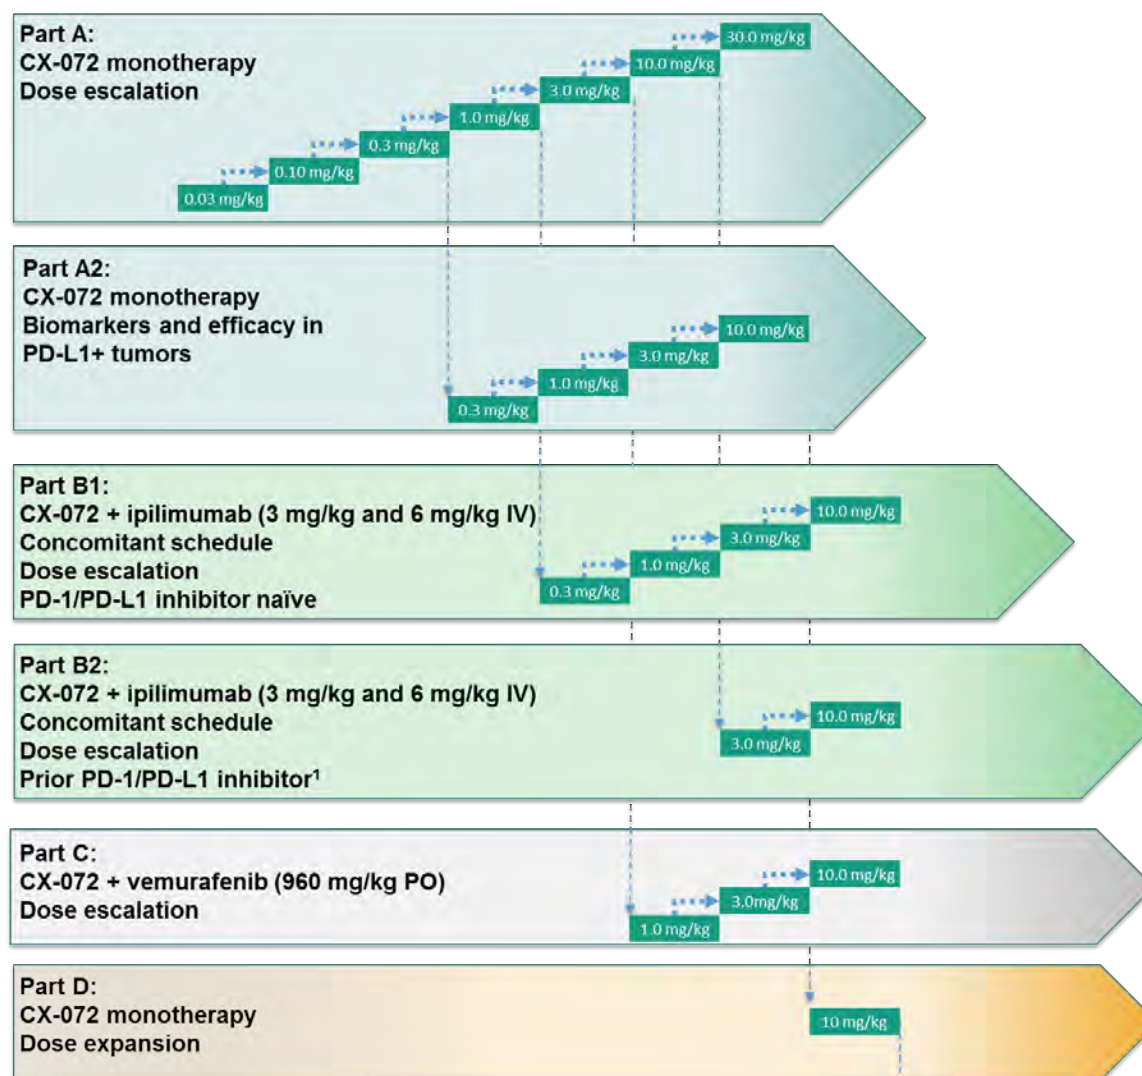 Part A:
CX-072 monotherapy
Dose escalation
0.03 mg/kg
0.10 mg/kg
0.3 mg/kg
1.0 mg/kg
3.0 mg/kg
10.0 mg/kg
30.0 mg/kg
Part A2:
CX-072 monotherapy
Biomarkers and efficacy in
PD-L1+ tumors
0.3 mg/kg
1.0 mg/kg
3.0 mg/kg
10.0 mg/kg
Part B1:
CX-072 + ipilimumab (3 mg/kg and 6 mg/kg IV)
Concomitant schedule
Dose escalation
PD-1/PD-L1 inhibitor naïve
0.3 mg/kg
1.0 mg/kg
3.0 mg/kg
10.0 mg/kg
Part B2:
CX-072 + ipilimumab (3 mg/kg and 6 mg/kg IV)
Concomitant schedule
Dose escalation
Prior PD-1/PD-L1 inhibitor¹
3.0 mg/kg
10.0 mg/kg
Part C:
CX-072 + vemurafenib (960 mg/kg PO)
Dose escalation
1.0 mg/kg
3.0mg/kg
10.0 mg/kg
Part D:
CX-072 monotherapy
Dose expansion
10 mg/kg